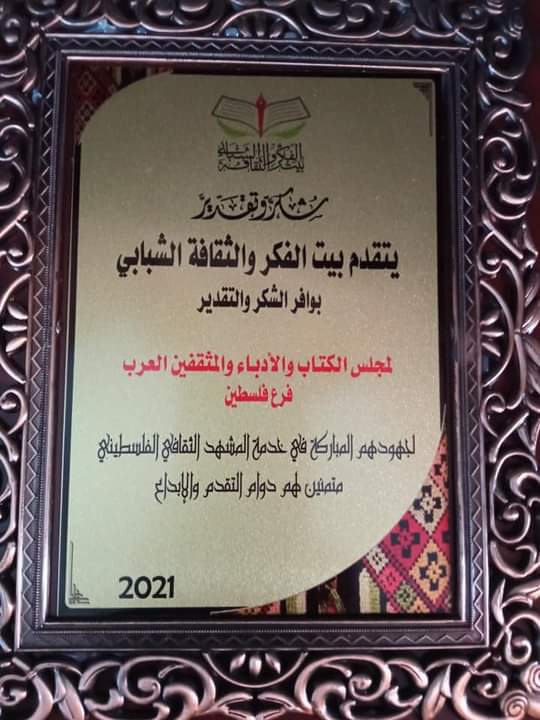 بيت الفكر والثقافة الشبابي
شكر وتقدير
يتقدم بيت الفكر والثقافة الشبابي
بوافر الشكر والتقدير
لمجلس الكتاب والأدباء والمثقفين العرب
فرع فلسطين
لجهودهم المباركة في خدمة المشهد الثقافي الفلسطيني
متمنين لهم دوام التقدم والإبداع
2021